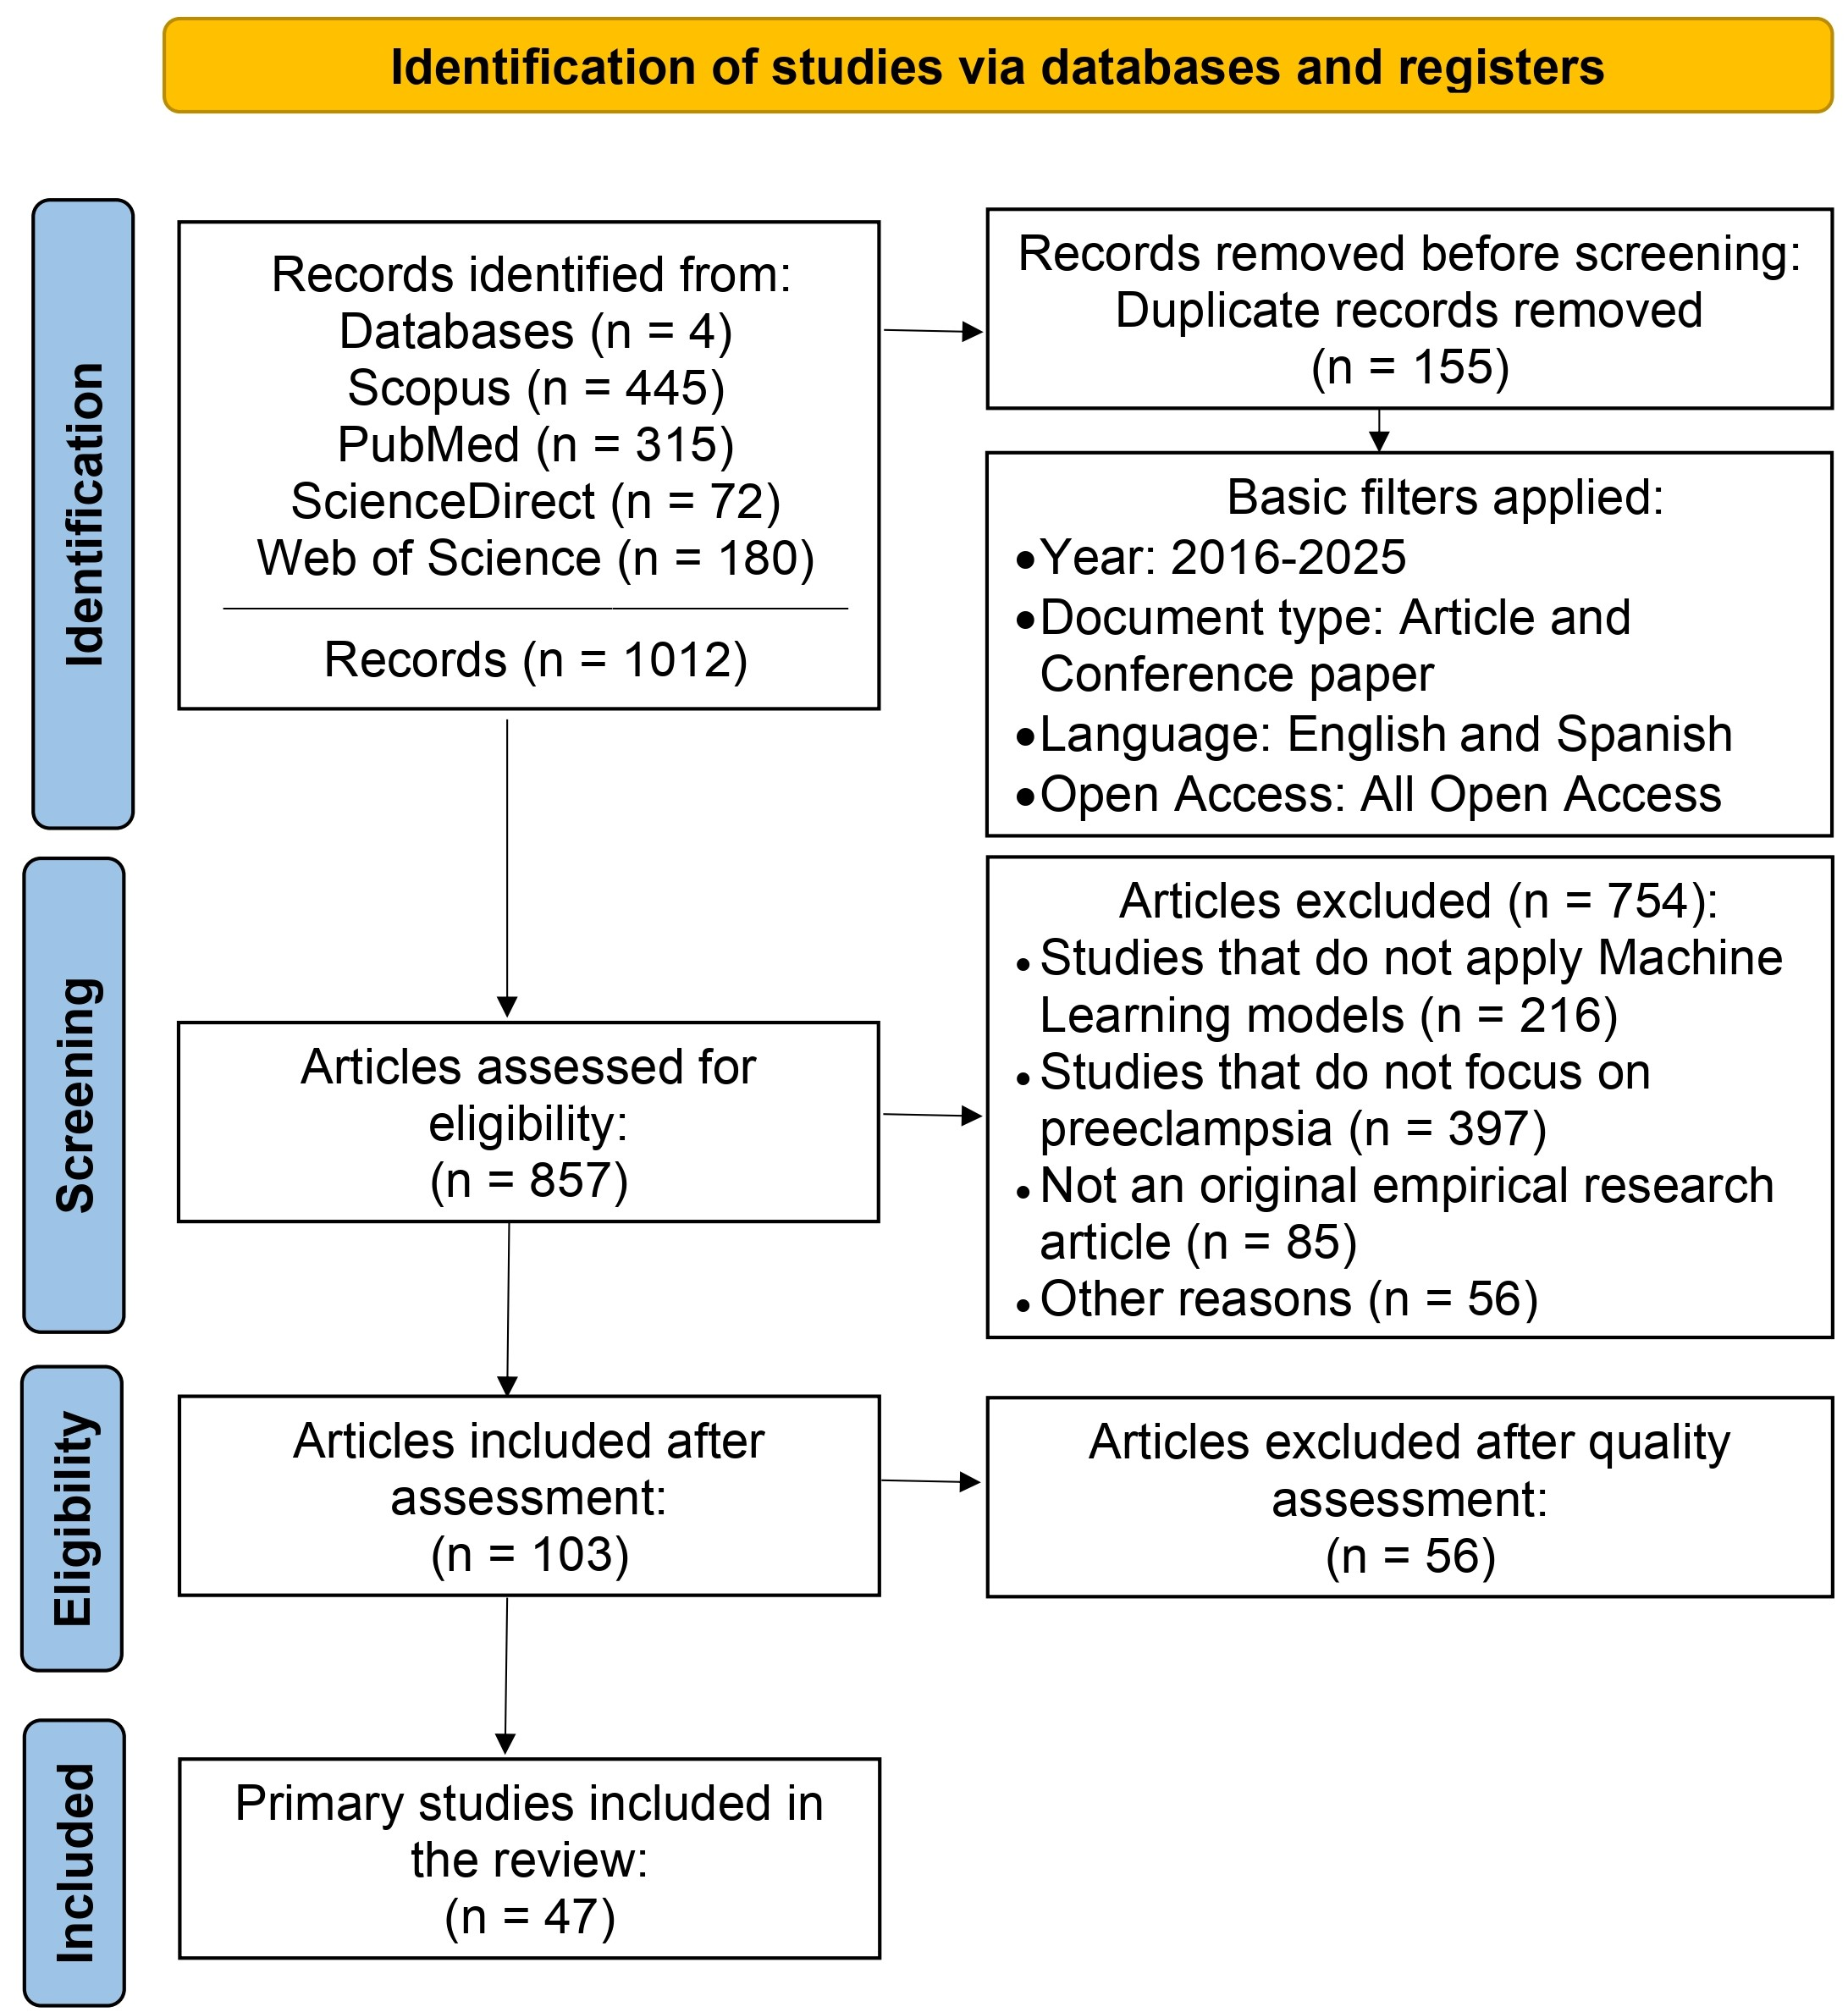 Identification of studies via databases and registers
Identification
Records identified from:
Databases (n = 4)
Scopus (n = 445)
PubMed (n = 315)
ScienceDirect (n = 72)
Web of Science (n = 180)
Records (n = 1012)
Records removed before screening:
Duplicate records removed
(n = 155)
Basic filters applied:
•Year: 2016-2025
•Document type: Article and
Conference paper
•Language: English and Spanish
•Open Access: All Open Access
Screening
Articles assessed for
eligibility:
(n = 857)
Articles excluded (n = 754):
• Studies that do not apply Machine
Learning models (n = 216)
• Studies that do not focus on
preeclampsia (n = 397)
• Not an original empirical research
article (n = 85)
• Other reasons (n = 56)
Eligibility
Articles included after
assessment:
(n = 103)
Articles excluded after quality
assessment:
(n = 56)
Included
Primary studies included in
the review:
(n = 47)